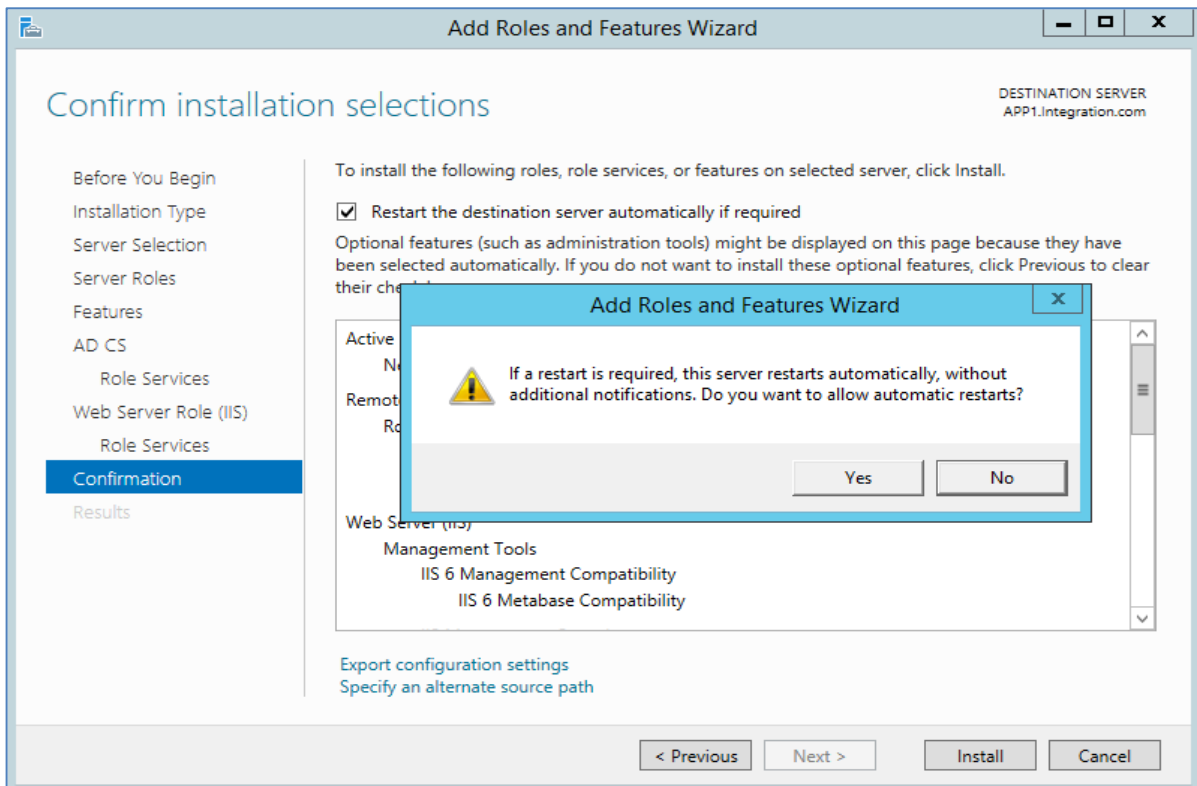 Add Roles and Features Wizard
Confirm installation selections
DESTINATION SERVER
APP1.Integration.com
Before You Begin
Installation Type
Server Selection
Server Roles
Features
AD CS
Role Services
Web Server Role (IIS)
Role Services
Confirmation
Results
To install the following roles, role services, or features on selected server, click Install.
Restart the destination server automatically if required
Optional features (such as administration tools) might be displayed on this page because they have
been selected automatically. If you do not want to install these optional features, click Previous to clear
their
Active
Web Server (IIS)
Management Tools
IIS 6 Management Compatibility
IIS 6 Metabase Compatibility
Add Roles and Features Wizard
If a restart is required, this server restarts automatically, without
additional notifications. Do you want to allow automatic restarts?
Yes No
Export configuration settings
Specify an alternate source path
< Previous Next > Install Cancel